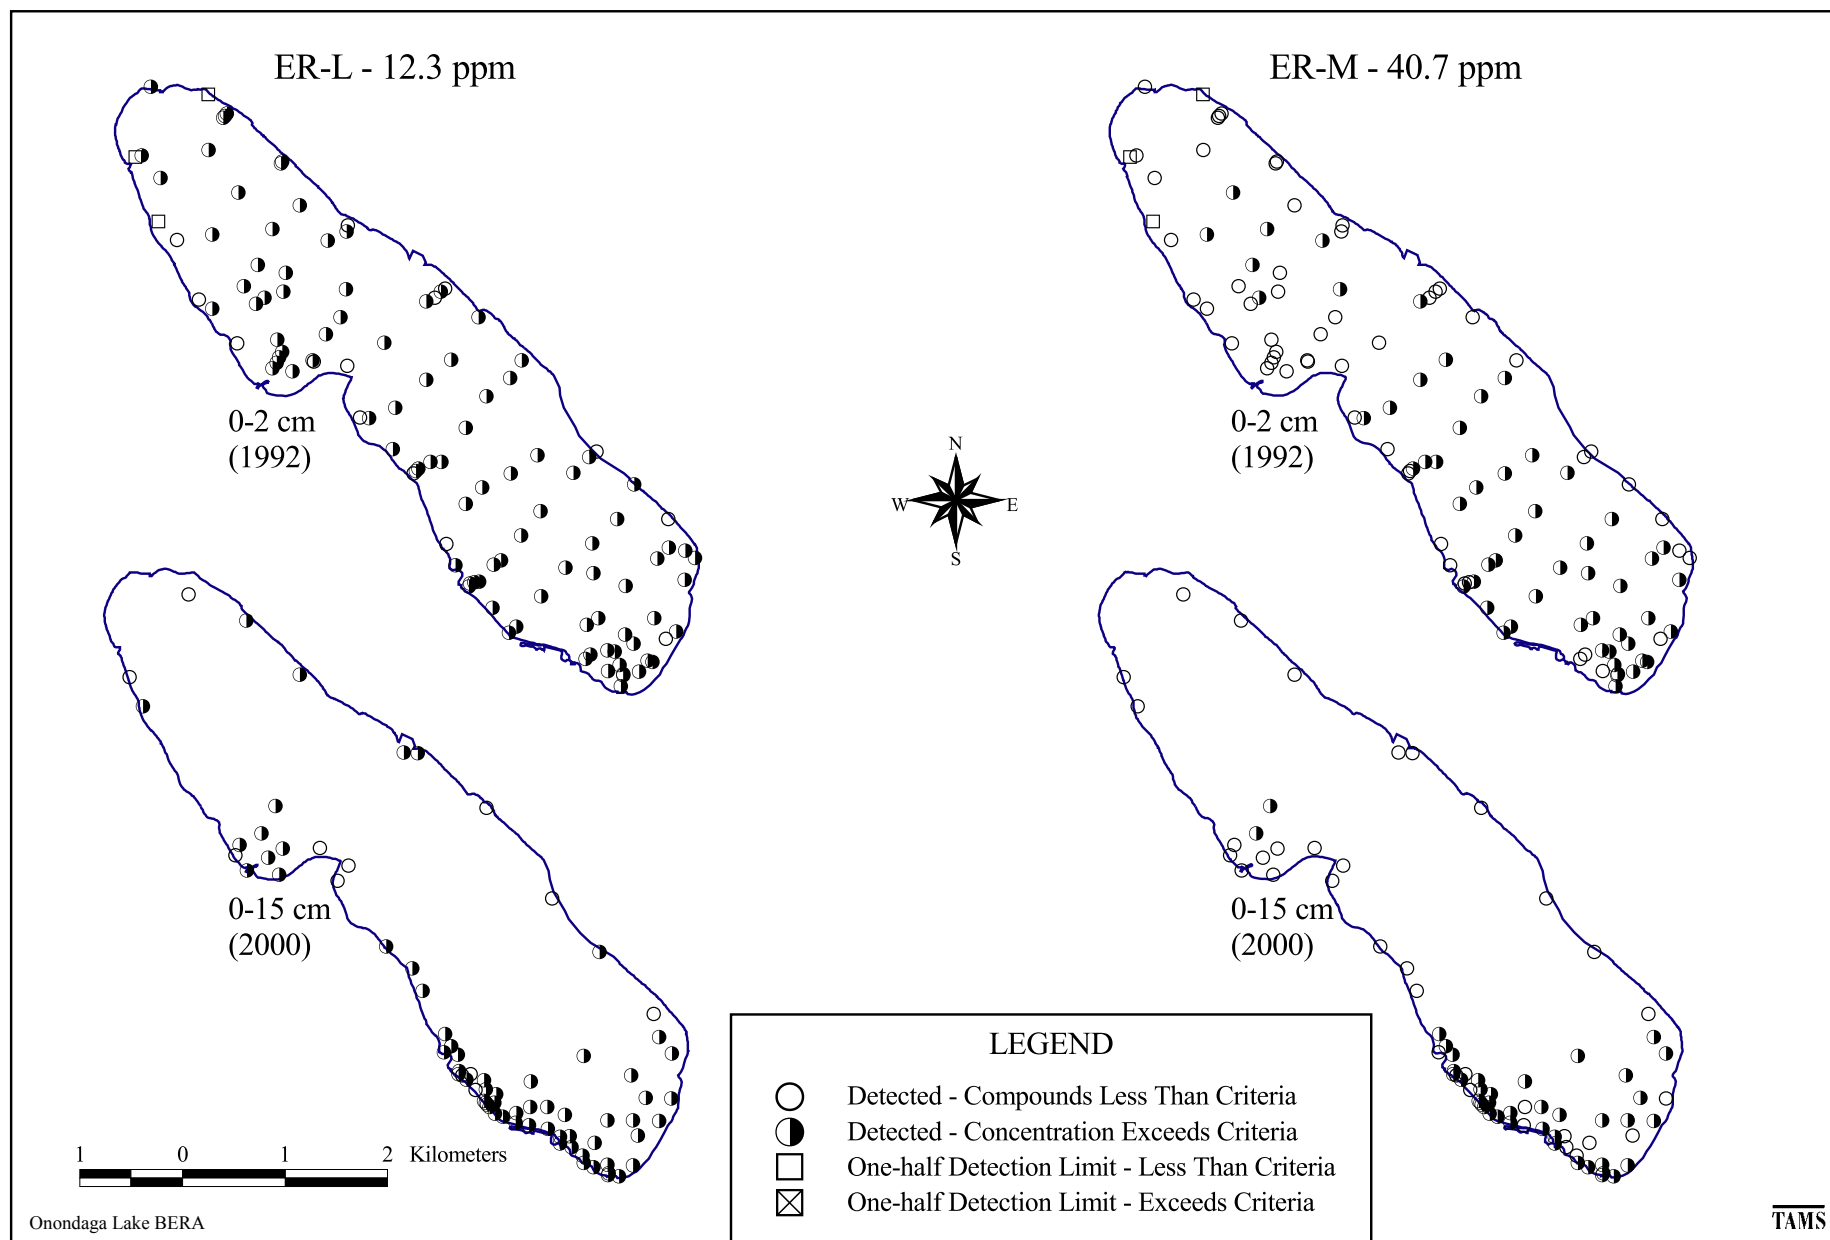 ER-L - 12.3 ppm
ER-M - 40.7 ppm
0-2 cm
(1992)
0-2 cm
(1992)
N
W
E
S
0-15 cm
(2000)
0-15 cm
(2000)
LEGEND
Detected - Compounds Less Than Criteria
Detected - Concentration Exceeds Criteria
One-half Detection Limit - Less Than Criteria
One-half Detection Limit - Exceeds Criteria
1 0 1 2 Kilometers
Onondaga Lake BERA
TAMS